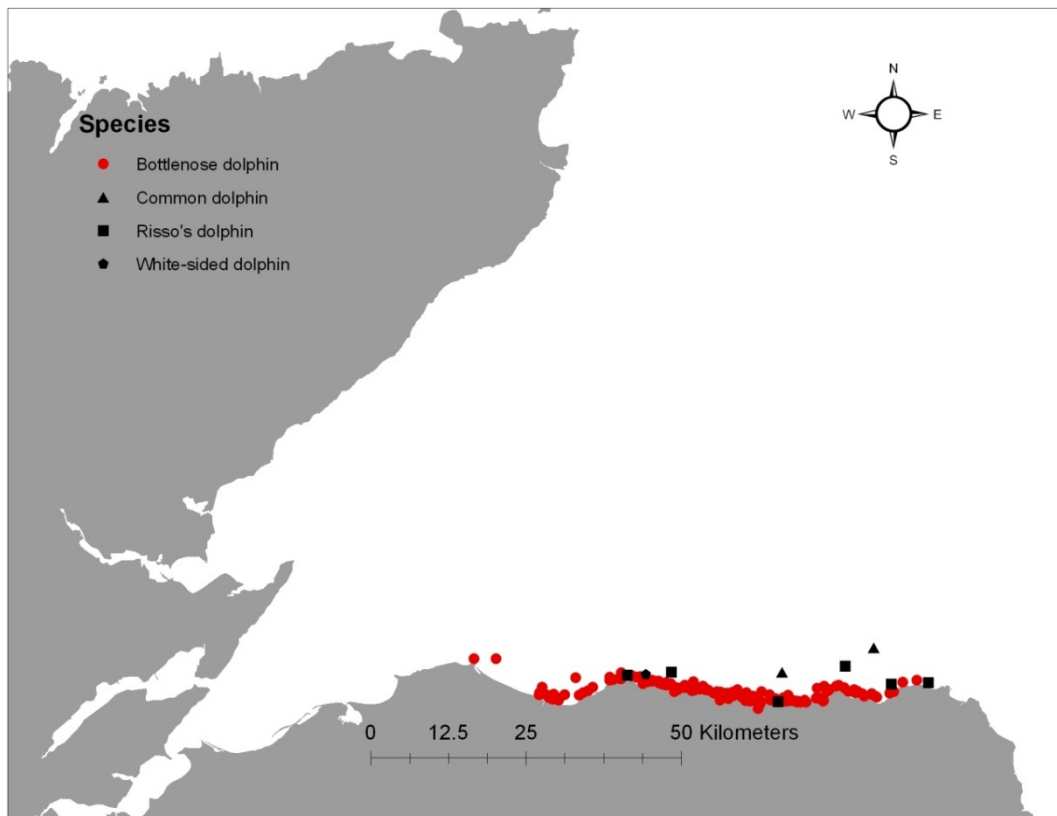 N
W E
S
Species
Bottlenose dolphin
Common dolphin
Risso's dolphin
White-sided dolphin
0 12.5 25 50 Kilometers